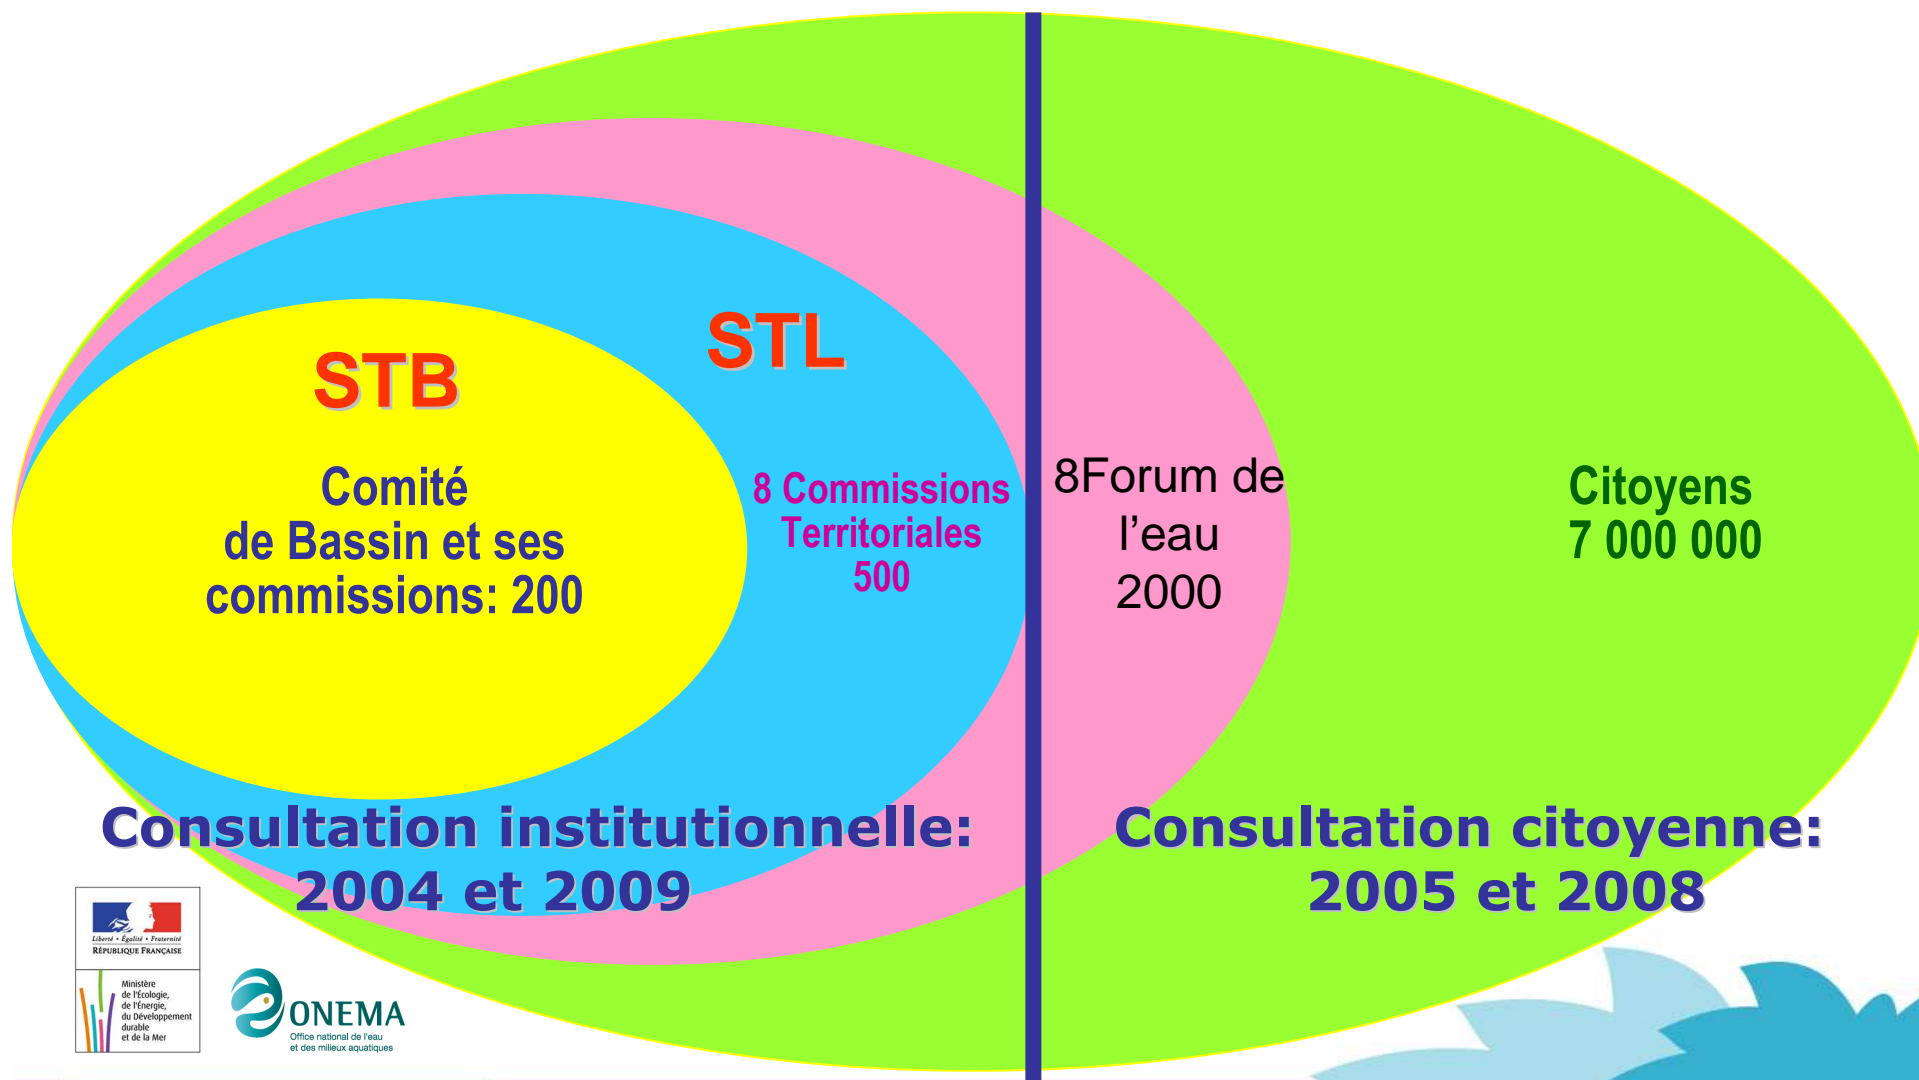 STB
STL
Comité
de Bassin et ses
commissions: 200
8 Commissions
Territoriales
500
8Forum de
l’eau
2000
Citoyens
7 000 000
Consultation institutionnelle:
2004 et 2009
Consultation citoyenne:
2005 et 2008
Liberté • Égalité • Fraternité
RÉPUBLIQUE FRANÇAISE
Ministère
de l'Écologie,
de l'Énergie,
du Développement
durable
et de la Mer
ONEMA
Office national de l'eau
et des milieux aquatiques